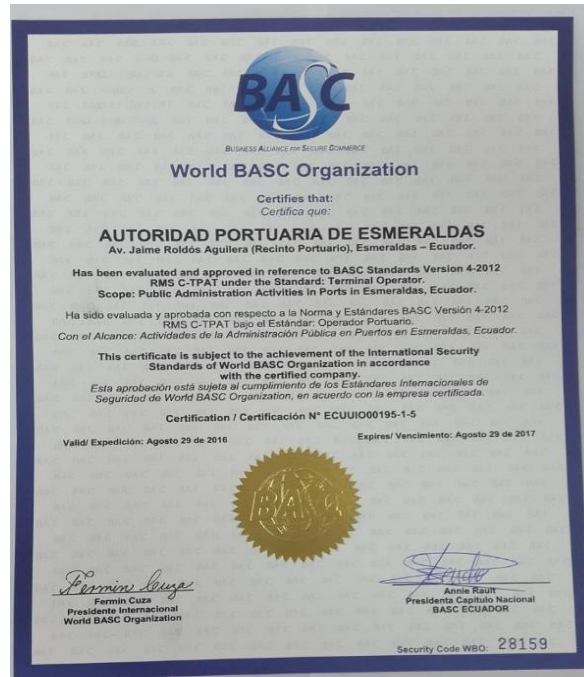 BASC
BUSINESS ALLIANCE FOR SECURE COMMERCE
World BASC Organization
Certifies that:
Certifica que:
AUTORIDAD PORTUARIA DE ESMERALDAS
Av. Jaime Roldós Aguilera (Recinto Portuario), Esmeraldas – Ecuador.
Has been evaluated and approved in reference to BASC Standards Version 4-2012
RMS C-TPAT under the Standard: Terminal Operator.
Scope: Public Administration Activities in Ports in Esmeraldas, Ecuador.
Ha sido evaluada y aprobada con respecto a la Norma y Estándares BASC Versión 4-2012
RMS C-TPAT bajo el Estándar: Operador Portuario.
Con el Alcance: Actividades de la Administración Pública en Puertos en Esmeraldas, Ecuador.
This certificate is subject to the achievement of the International Security
Standards of World BASC Organization in accordance
with the certified company.
Esta aprobación está sujeta al cumplimiento de los Estándares Internacionales de
Seguridad de World BASC Organization, en acuerdo con la empresa certificada.
Certification / Certificación N° ECUUIO00195-1-5
Valid/ Expedición: Agosto 29 de 2016
Expires/ Vencimiento: Agosto 29 de 2017
BASC
Fermin Cuza
Fermin Cuza
Presidente Internacional
World BASC Organization
Annie Rault
Presidenta Capítulo Nacional
BASC ECUADOR
Security Code WBO: 28159